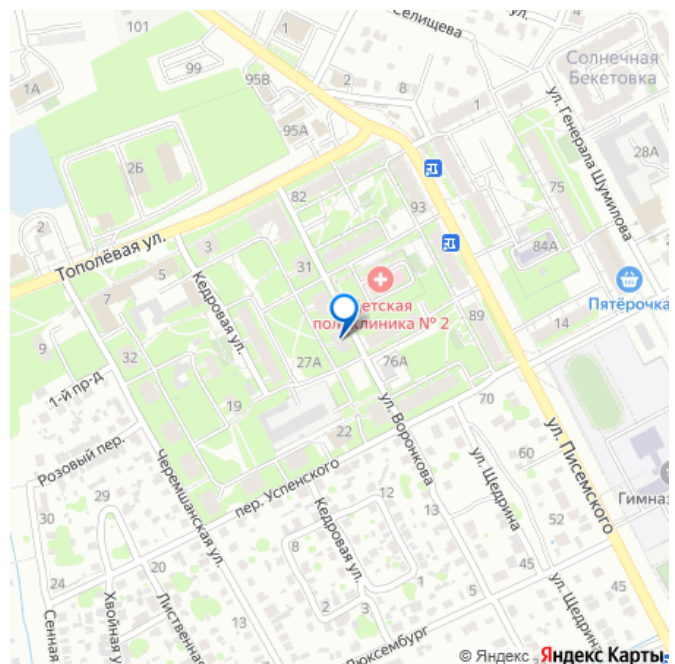 Селищева
ул.
101
99
1А
95В
2
8
Солнечная
Бекетовка
1
95А
ул. Генерала Шумилова
28А
2Б
75
82
93
2
3
84А
Тополёвая ул.
31
5
Кедровая ул.
7
Детская
поликлиника № 2
Пятёрочка
89
14
9
32
27А
76А
1-й пр-д
19
70
ул. Воронкова
22
Розовый пер.
пер. Успенского
ул. Щедрина
60
ул. Писемского
Черемшанская ул.
29
12
13
Гимназ
30
Кедровая ул.
52
8
20
24
1
5
45
45
2
3
Сенная
Хвойная у
Лиственная
Люксембург
ул. Щедрина
© Яндекс
Яндекс Карты